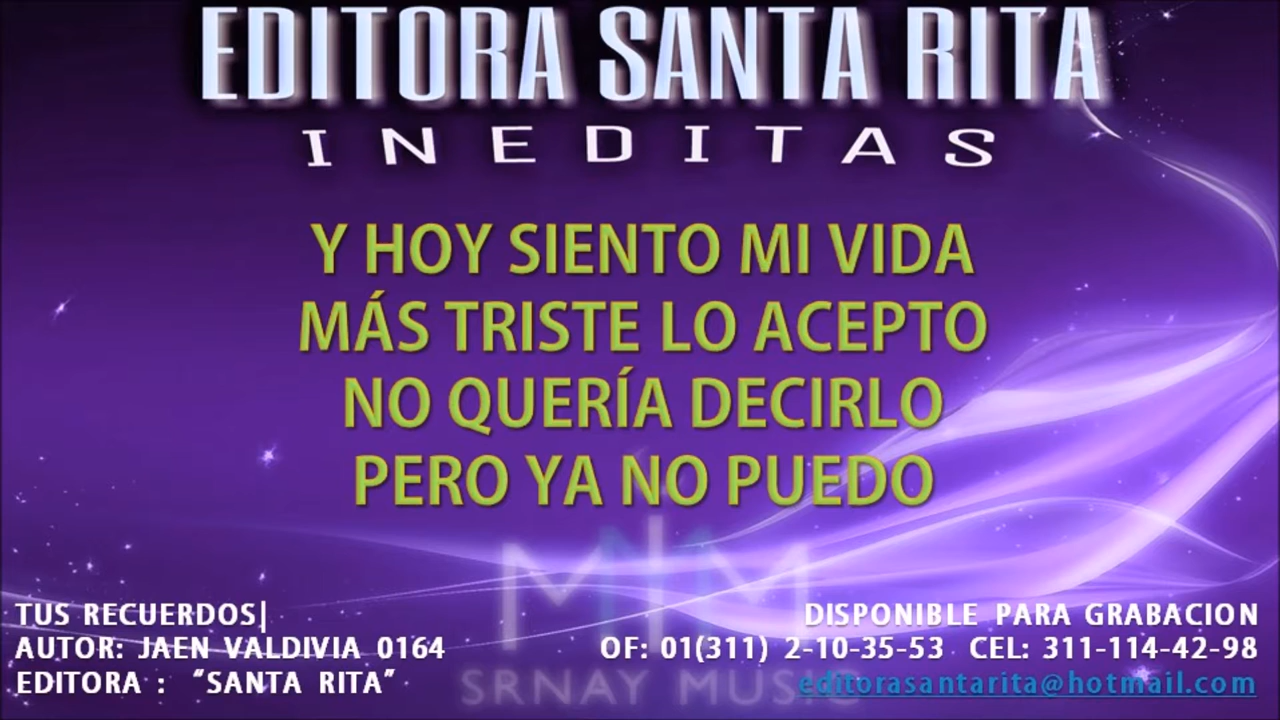 EDITORA SANTA RITA
INEDITAS
Y HOY SIENTO MI VIDA
MÁS TRISTE LO ACEPTO
NO QUERÍA DECIRLO
PERO YA NO PUEDO
TUS RECUERDOS|
AUTOR: JAEN VALDIVIA 0164
EDITORA : "SANTA RITA"
DISPONIBLE PARA GRABACION
OF: 01(311) 2-10-35-53 CEL: 311-114-42-98
editorasantarita@hotmail.com
SRNAY MUSIC